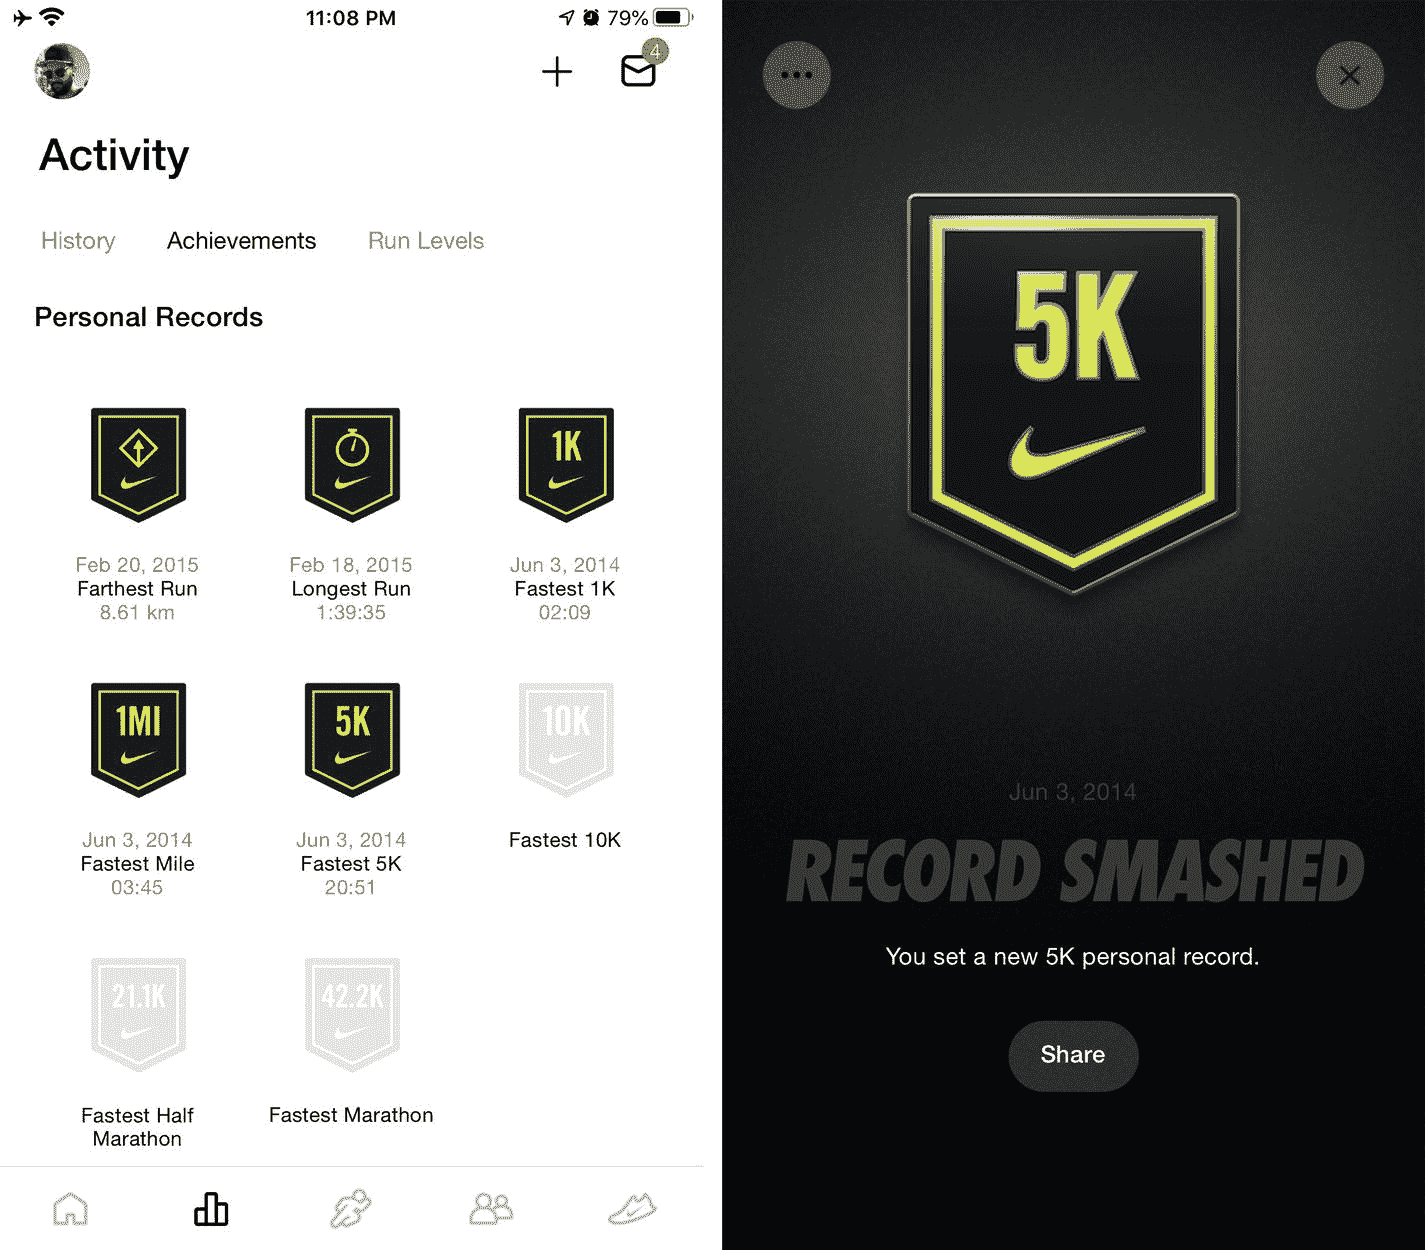 11:08 PM
79%
4
Activity
History Achievements Run Levels
Personal Records
1K
Feb 20, 2015 Feb 18, 2015 Jun 3, 2014
Farthest Run Longest Run Fastest 1K
8.61 km 1:39:35 02:09
1MI 5K 10K
Jun 3, 2014 Jun 3, 2014 Fastest 10K
Fastest Mile Fastest 5K
03:45 20:51
21.1K 42.2K
Fastest Half Fastest Marathon
Marathon
5K
Jun 3, 2014
RECORD SMASHED
You set a new 5K personal record.
Share